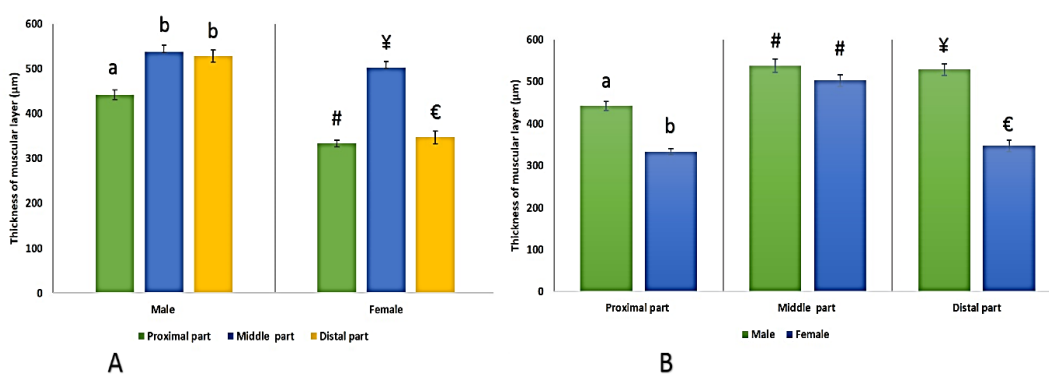 Thickness of muscular layer (µm)
600
500
400
300
200
100
0
a
b
b
#
¥
€
Male
Female
Proximal part
Middle part
Distal part
A
Thickness of muscular layer (µm)
600
500
400
300
200
100
0
a
b
#
#
¥
€
Proximal part
Middle part
Distal part
Male
Female
B